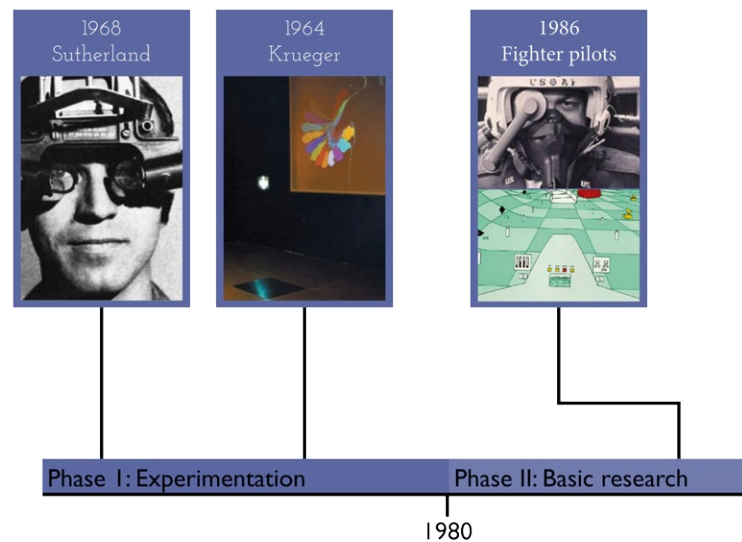 1968
Sutherland
1964
Krueger
1986
Fighter pilots
Phase I: Experimentation
Phase II: Basic research
1980